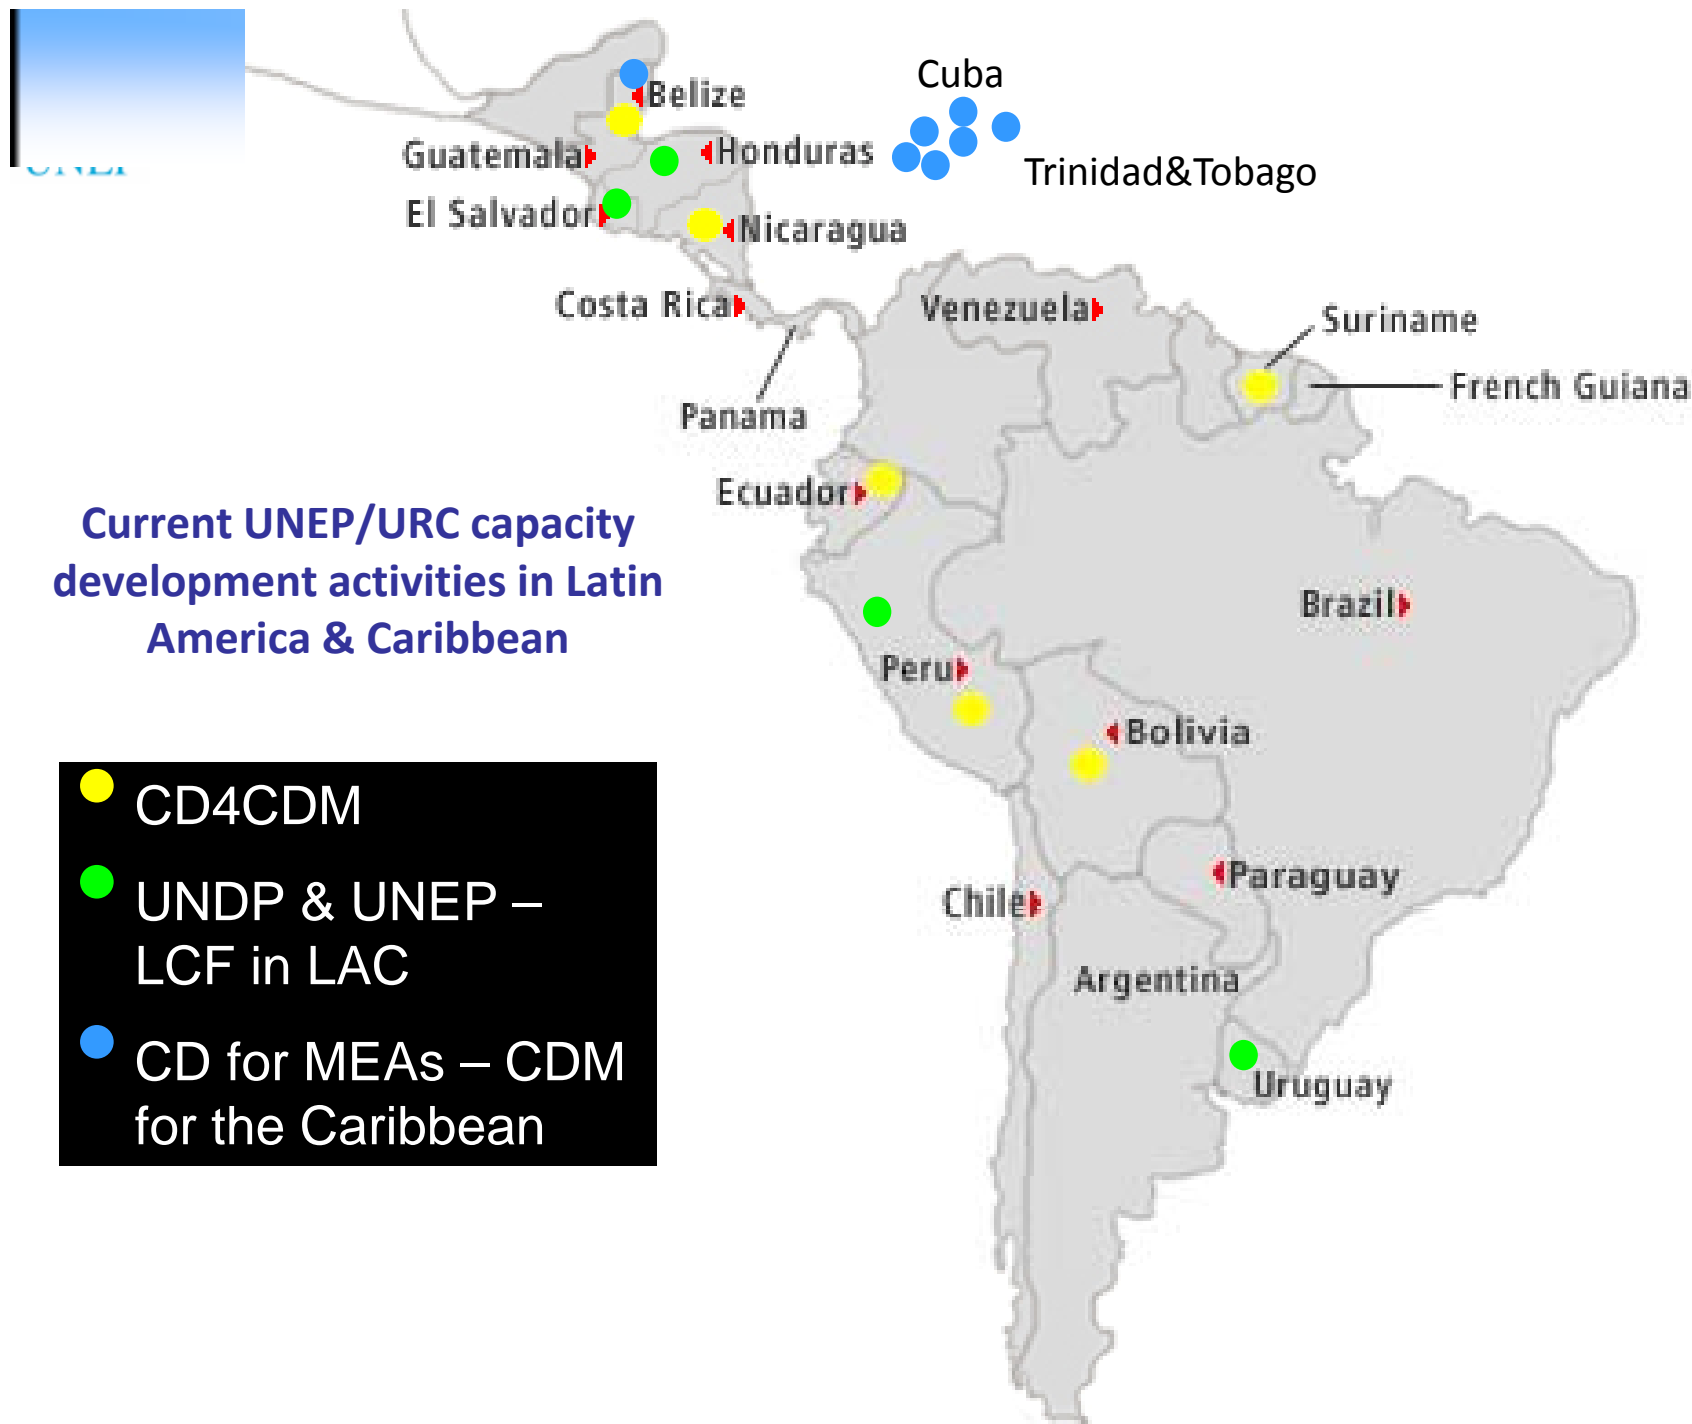 UNEP
Cuba
Belize
Guatemala
Honduras
Trinidad&Tobago
El Salvador
Nicaragua
Costa Rica
Venezuela
Suriname
French Guiana
Panama
Ecuador
Current UNEP/URC capacity
development activities in Latin
America & Caribbean
Brazil
Peru
Bolivia
CD4CDM
UNDP & UNEP –
LCF in LAC
CD for MEAs – CDM
for the Caribbean
Paraguay
Chile
Argentina
Uruguay